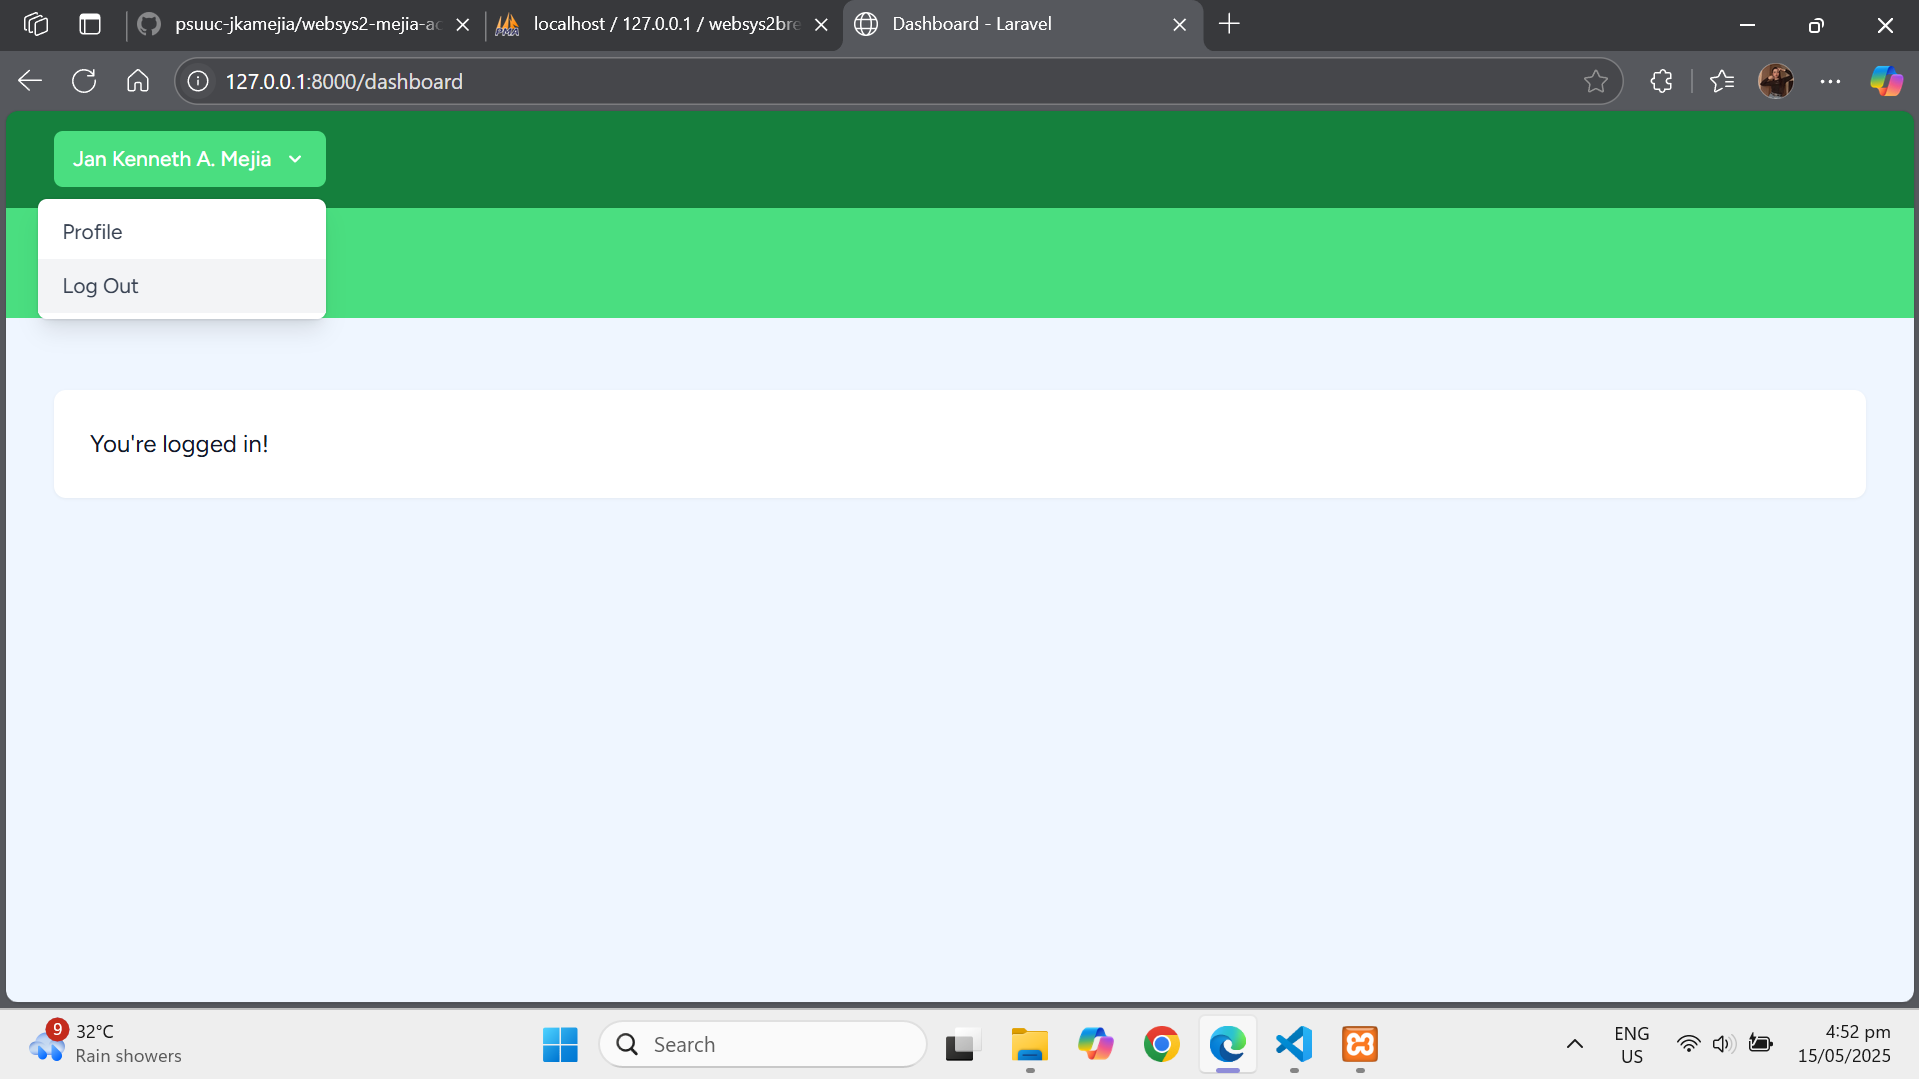 psuuc-jkamejia/websys2-mejia-ac
localhost / 127.0.0.1 / websys2bre
Dashboard - Laravel
127.0.0.1:8000/dashboard
Jan Kenneth A. Mejia
Profile
Log Out
You're logged in!
9
32°C
Rain showers
Search
ENG
US
4:52 pm
15/05/2025